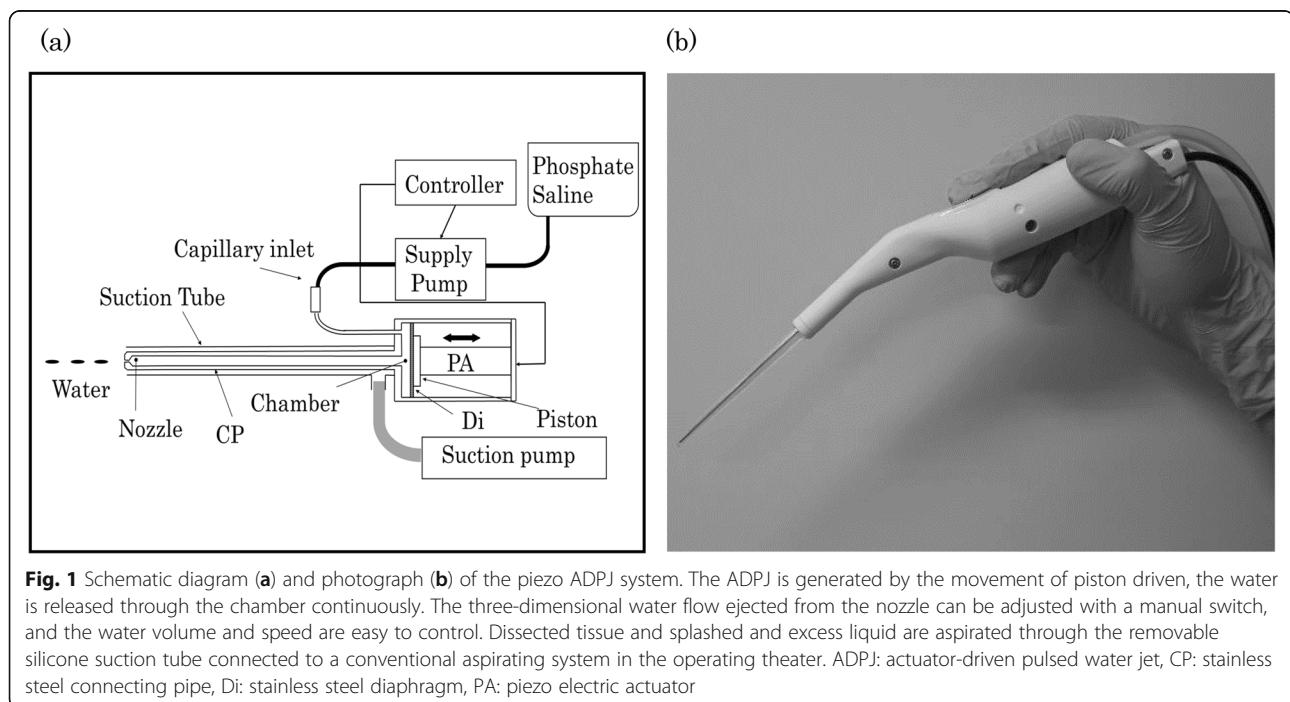 (a)
(b)
Controller
Phosphate
Saline
Capillary inlet
Supply
Pump
Suction Tube
PA
Water
Nozzle
CP
Chamber
Di
Piston
Suction pump
Fig. 1 Schematic diagram (a) and photograph (b) of the piezo ADPJ system. The ADPJ is generated by the movement of piston driven, the water
is released through the chamber continuously. The three-dimensional water flow ejected from the nozzle can be adjusted with a manual switch,
and the water volume and speed are easy to control. Dissected tissue and splashed and excess liquid are aspirated through the removable
silicone suction tube connected to a conventional aspirating system in the operating theater. ADPJ: actuator-driven pulsed water jet, CP: stainless
steel connecting pipe, Di: stainless steel diaphragm, PA: piezo electric actuator